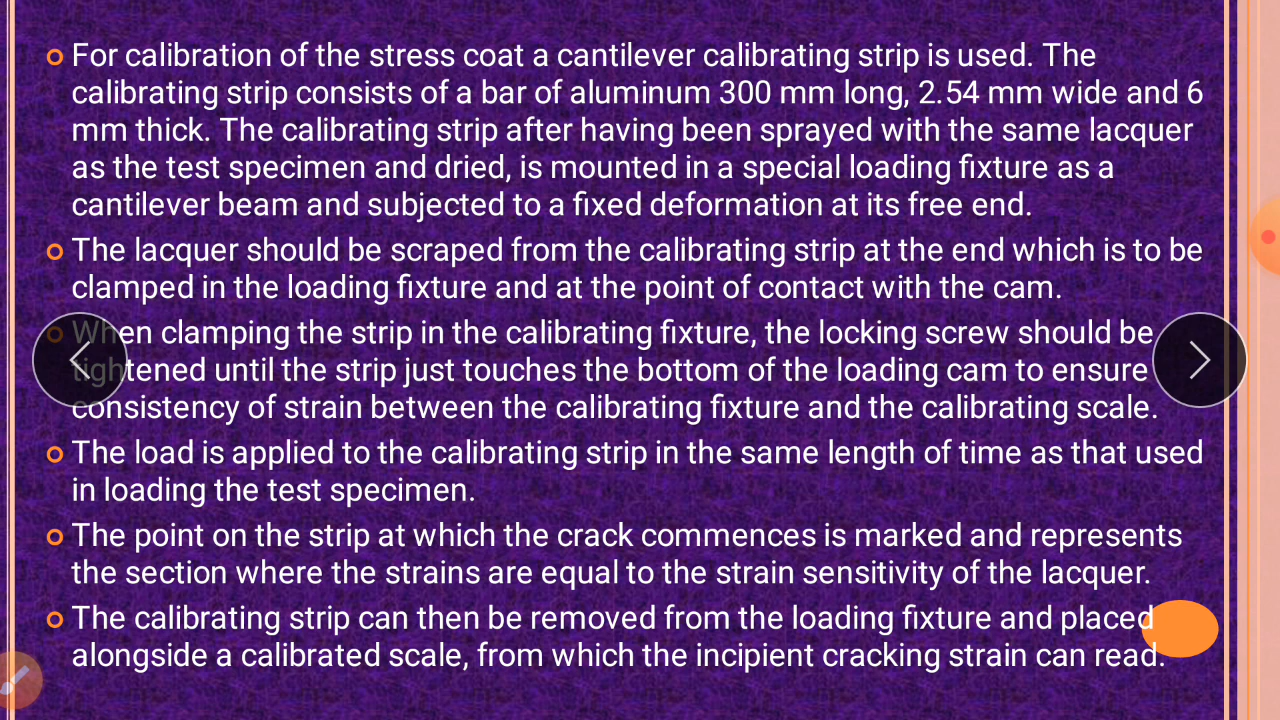 For calibration of the stress coat a cantilever calibrating strip is used. The
calibrating strip consists of a bar of aluminum 300 mm long, 2.54 mm wide and 6
mm thick. The calibrating strip after having been sprayed with the same lacquer
as the test specimen and dried, is mounted in a special loading fixture as a
cantilever beam and subjected to a fixed deformation at its free end.
The lacquer should be scraped from the calibrating strip at the end which is to be
clamped in the loading fixture and at the point of contact with the cam.
When clamping the strip in the calibrating fixture, the locking screw should be
tightened until the strip just touches the bottom of the loading cam to ensure
consistency of strain between the calibrating fixture and the calibrating scale.
The load is applied to the calibrating strip in the same length of time as that used
in loading the test specimen.
The point on the strip at which the crack commences is marked and represents
the section where the strains are equal to the strain sensitivity of the lacquer.
The calibrating strip can then be removed from the loading fixture and placed
alongside a calibrated scale, from which the incipient cracking strain can read.